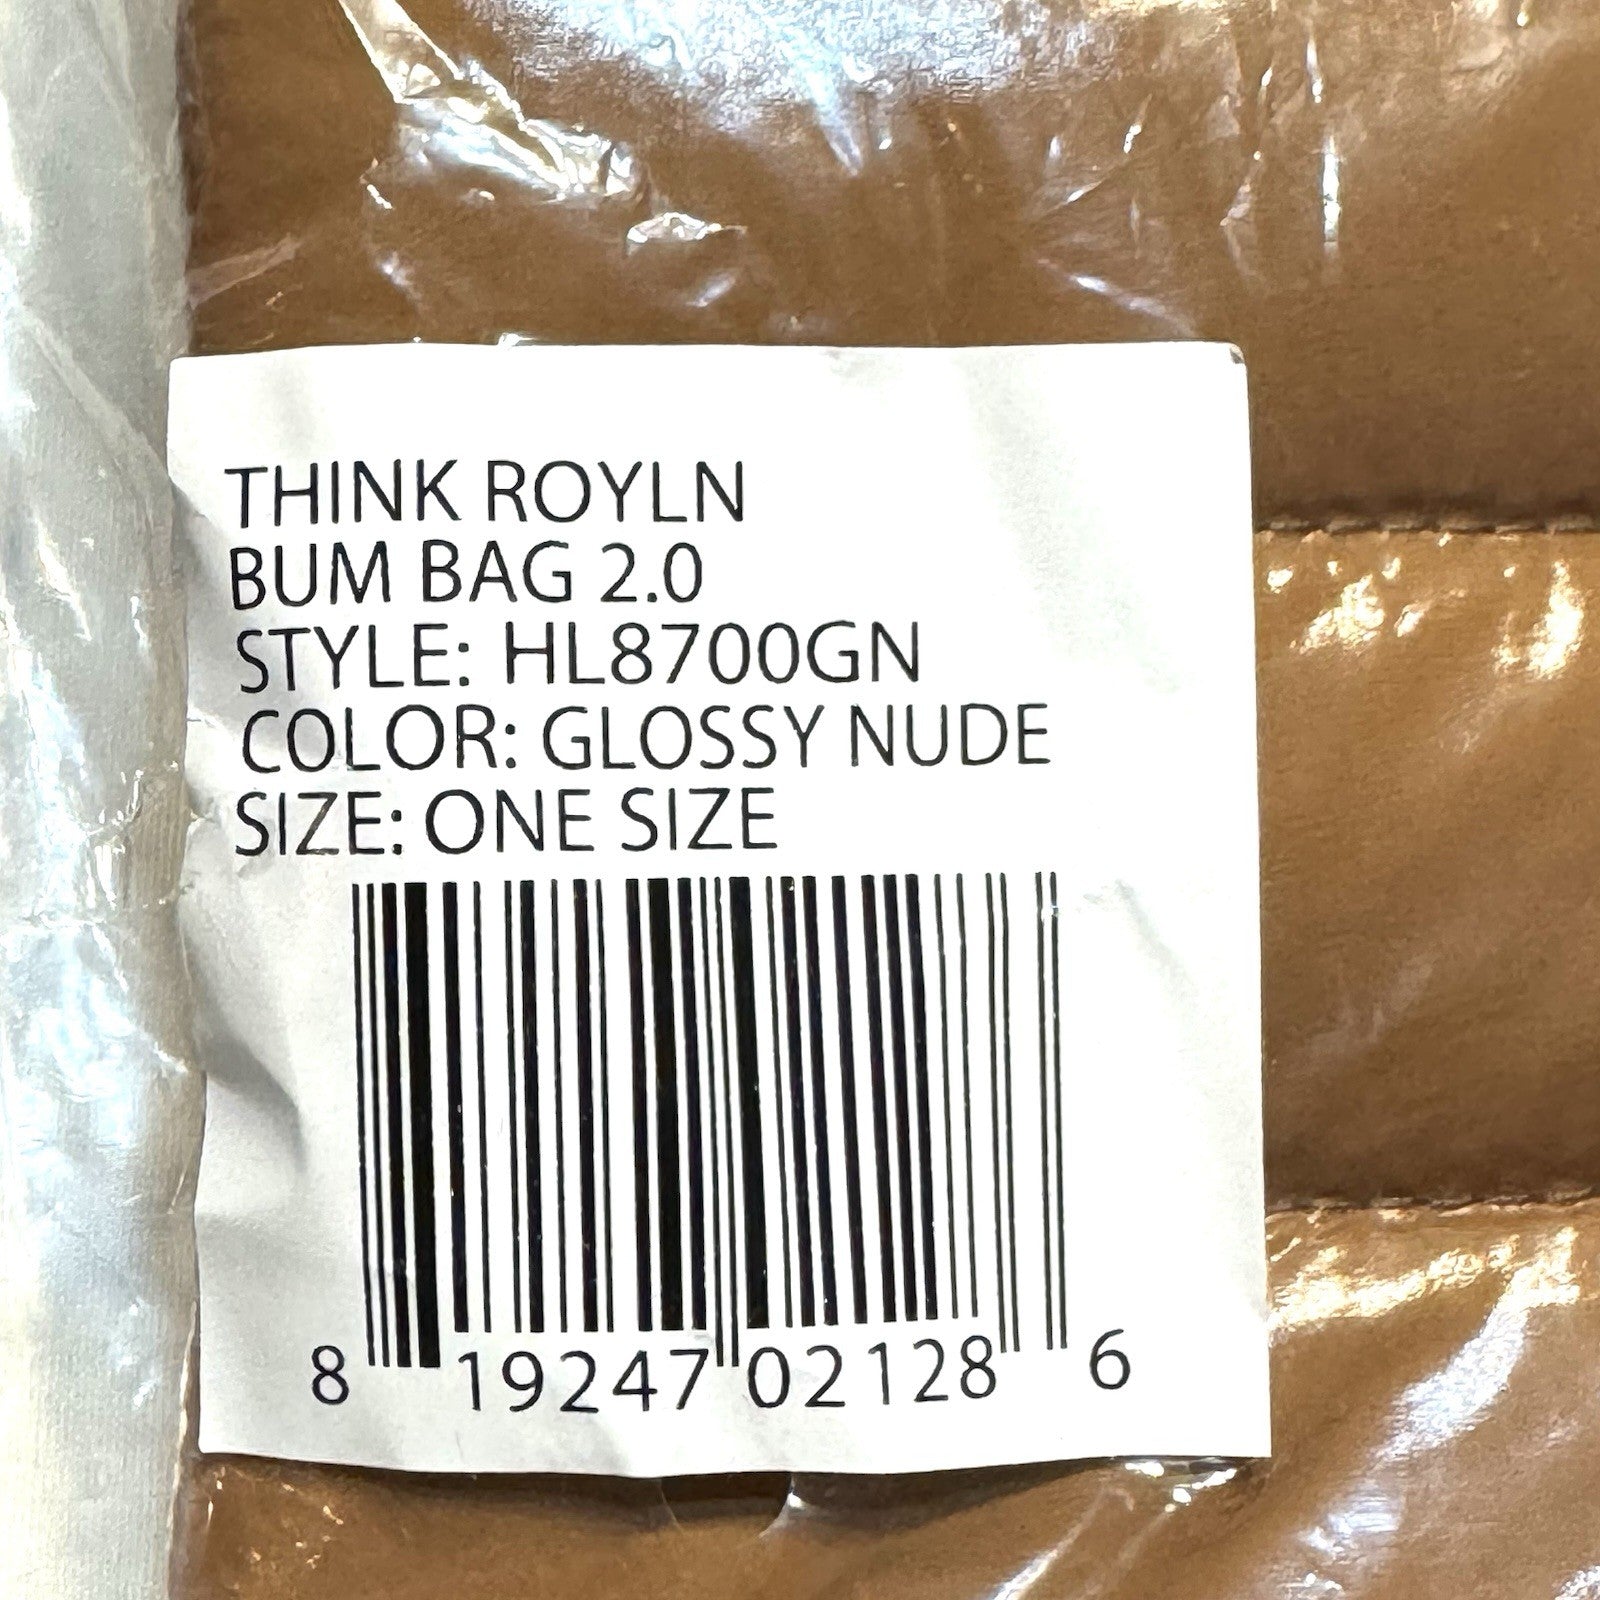 THINK ROYLN
BUM BAG 2.0
STYLE: HL8700GN
COLOR: GLOSSY NUDE
SIZE: ONE SIZE
8 19247 02128 6